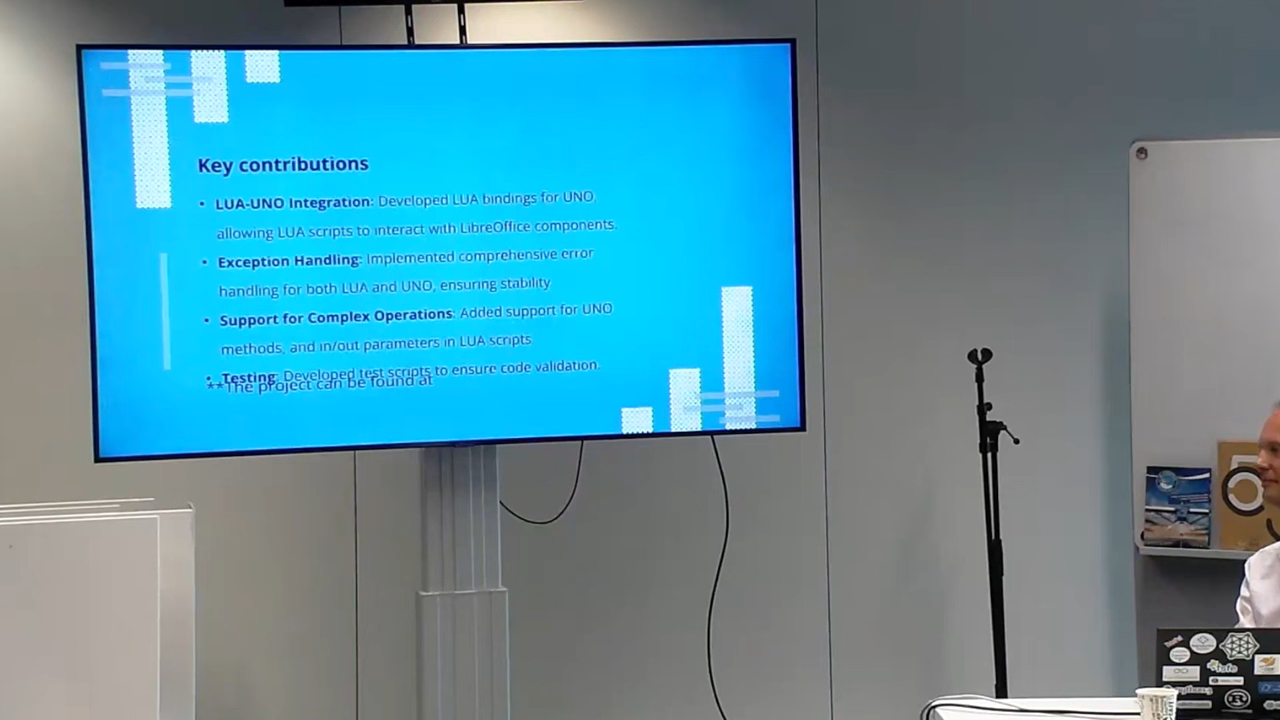 Key contributions
• LUA-UNO Integration: Developed LUA bindings for UNO,
allowing LUA scripts to interact with LibreOffice components.
• Exception Handling: Implemented comprehensive error
handling for both LUA and UNO, ensuring stability
• Support for Complex Operations: Added support for UNO
methods, and in/out parameters in LUA scripts
• Testing: Developed test scripts to ensure code validation.
**The project can be found at